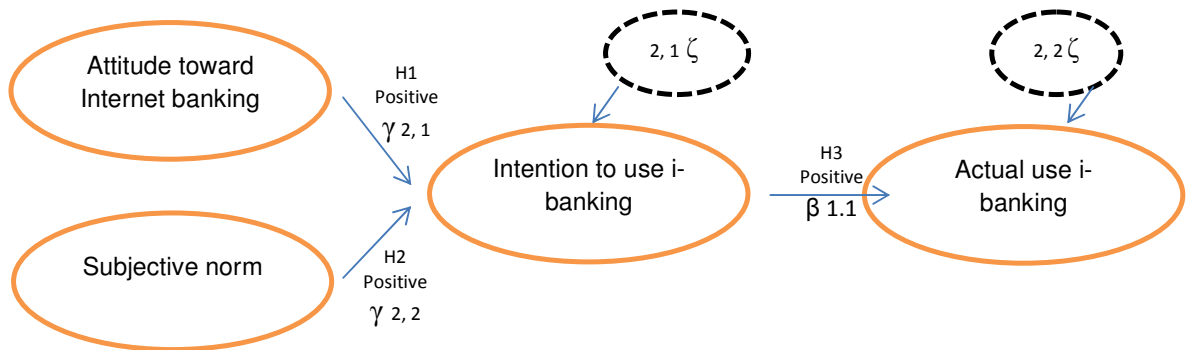 Attitude toward
Internet banking
H1
Positive
γ 2, 1
2, 1 ζ
2, 2 ζ
Intention to use i-
banking
H3
Positive
β 1.1
Actual use i-
banking
Subjective norm
H2
Positive
γ 2, 2